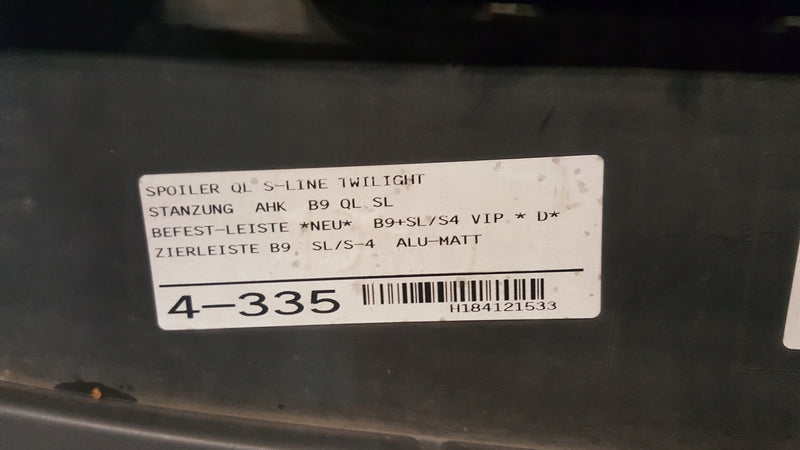 SPOILER QL S-LINE TWILIGHT
STANZUNG AHK B9 QL SL
BEFEST-LEISTE *NEU* B9+SL/S4 VIP * D*
ZIERLEISTE B9 SL/S-4 ALU-MATT
4-335
H184121533